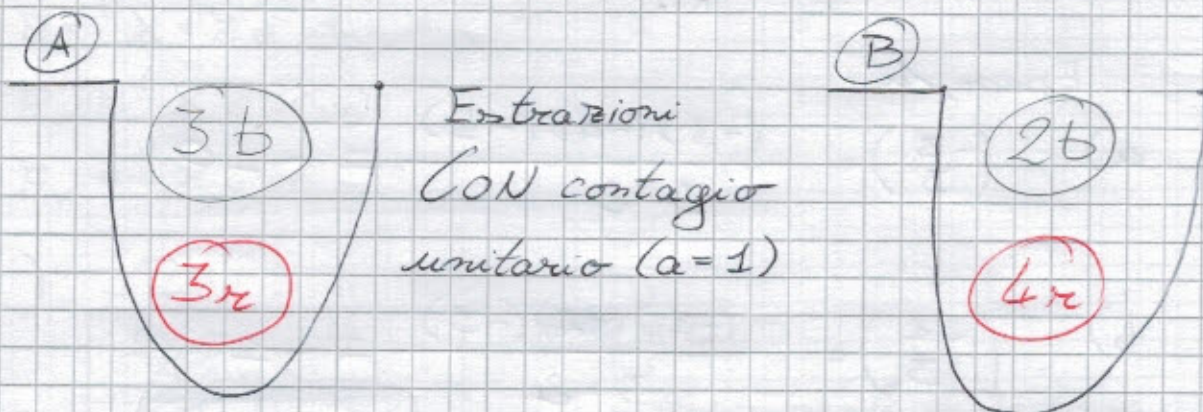 A
B
3b
Estrazioni
2b
CON contagio
3r
unitario (a=1)
4r